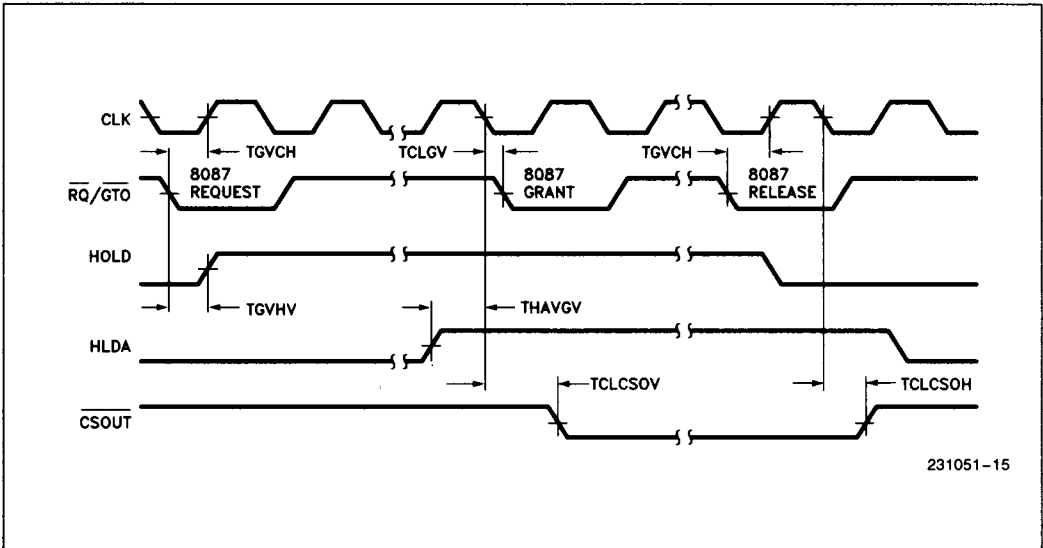 CLK
TGVCH
TCLGV
TGVCH
RQ/GTO
8087
REQUEST
8087
GRANT
8087
RELEASE
HOLD
TGVHV
THAVGV
HLDA
TCLCSOV
TCLCSOH
CSOUT
231051-15